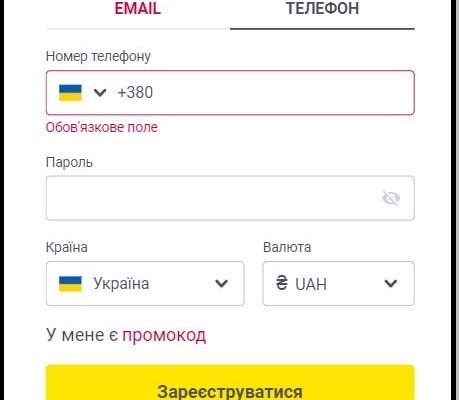 EMAIL ТЕЛЕФОН
Номер телефону
+380
Обов'язкове поле
Пароль
Країна Валюта
Україна ₴ UAH
У мене є промокод
Зареєструватися